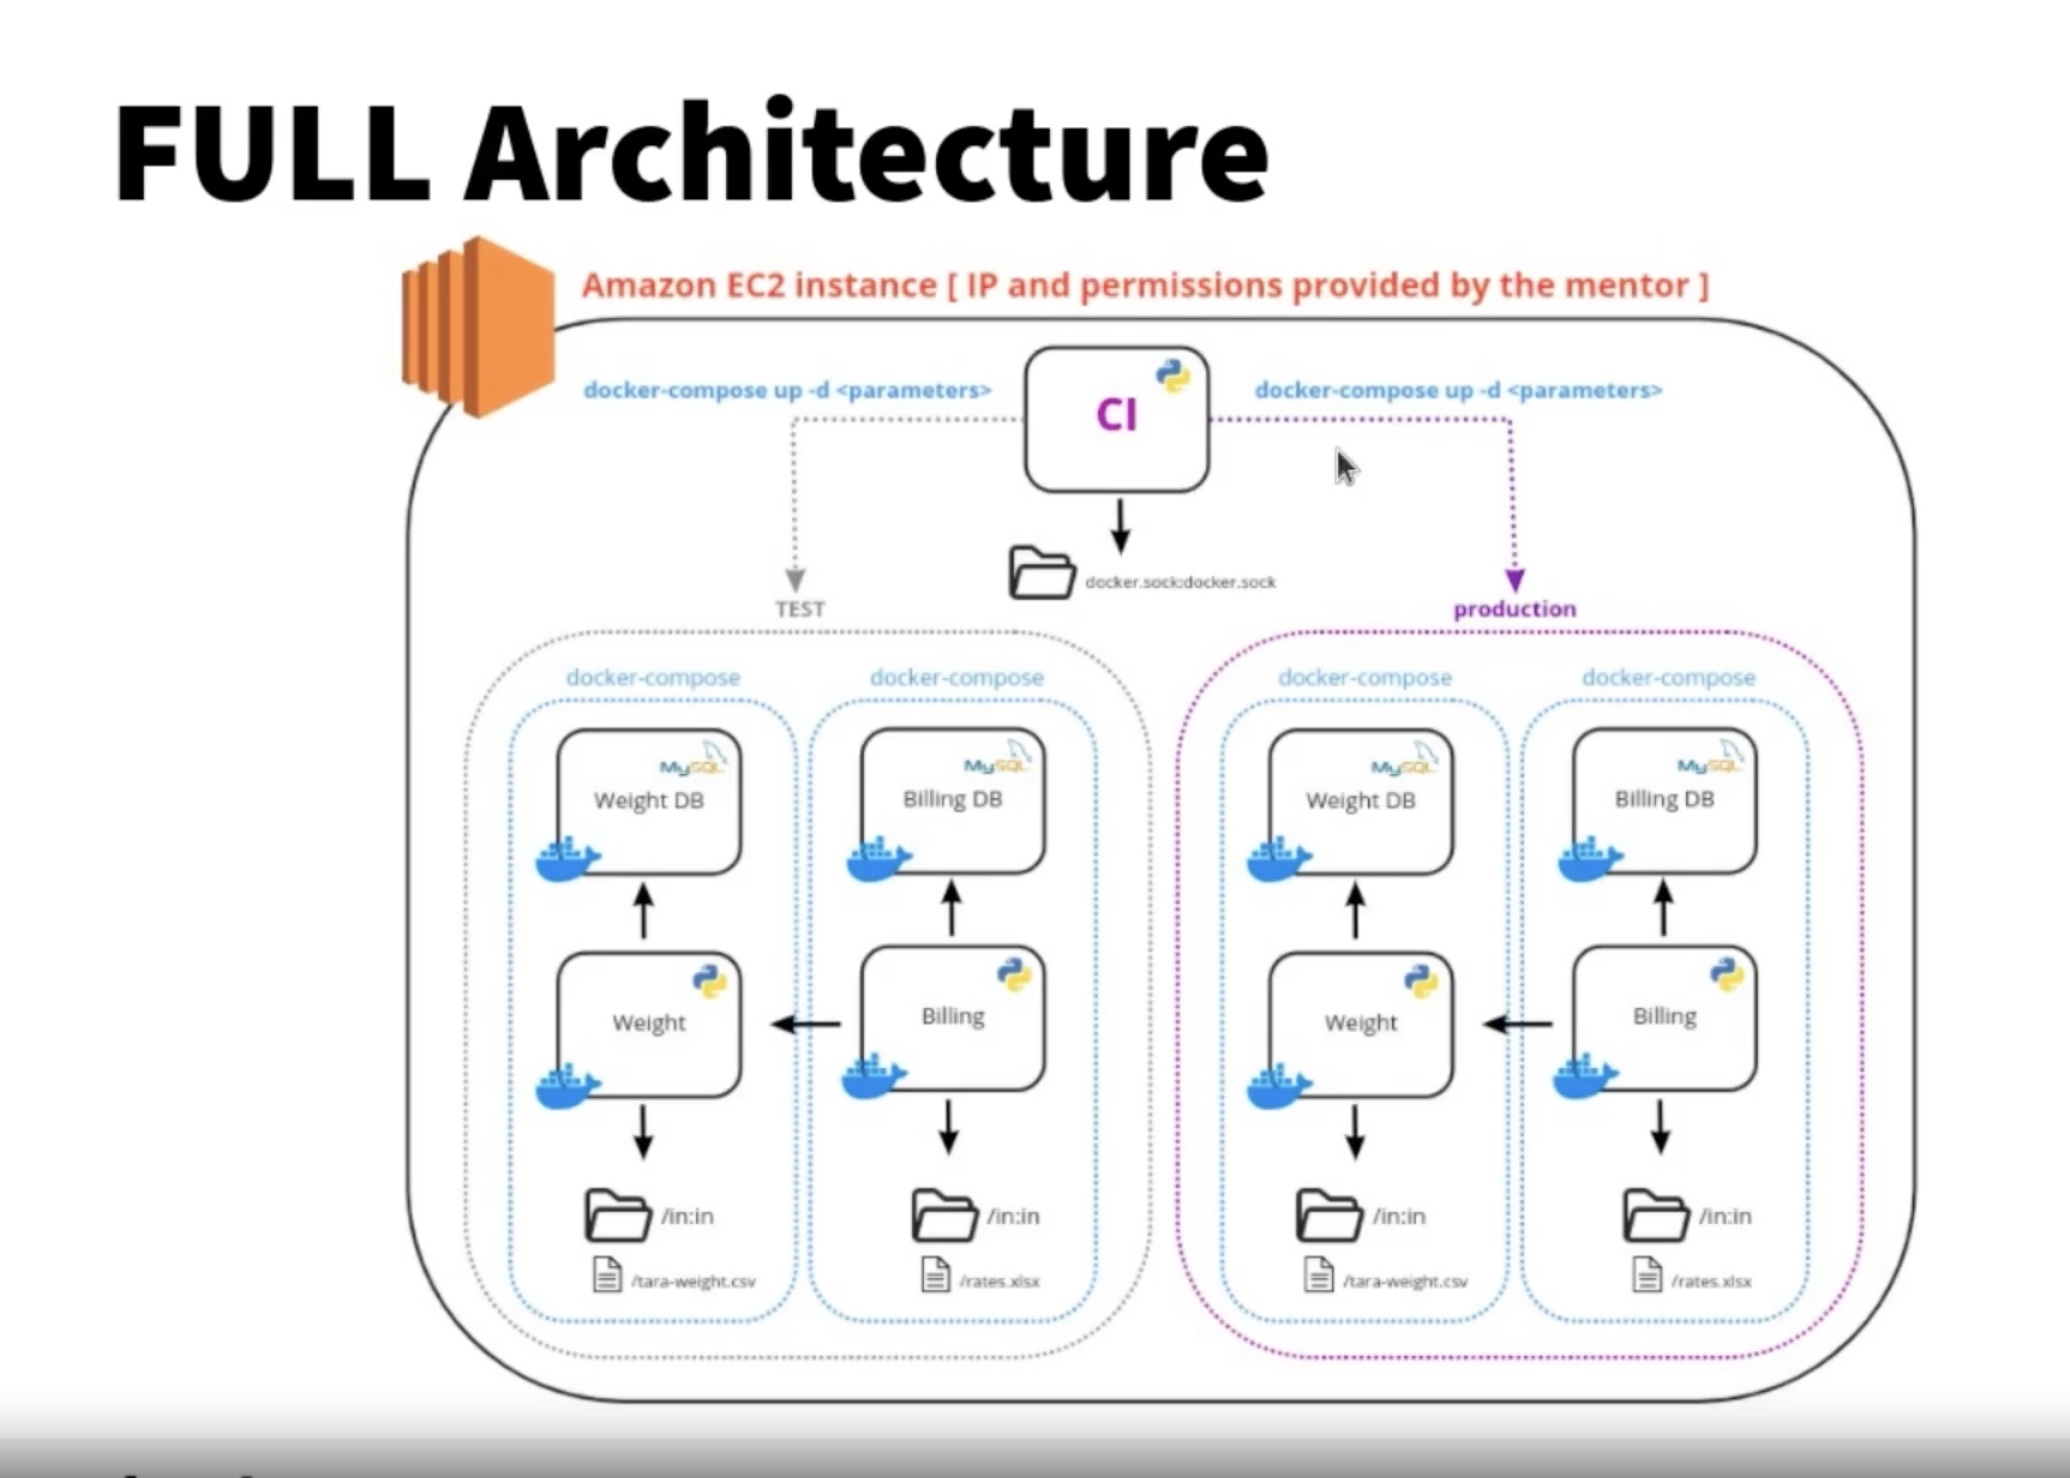 FULL Architecture
Amazon EC2 instance [ IP and permissions provided by the mentor ]
docker-compose up -d <parameters>
CI
docker-compose up -d <parameters>
docker.sock:docker.sock
TEST
production
docker-compose
docker-compose
docker-compose
docker-compose
MySQL
Weight DB
MySQL
Billing DB
MySQL
Weight DB
MySQL
Billing DB
Weight
Billing
Weight
Billing
/in:in
/in:in
/in:in
/in:in
/tara-weight.csv
/rates.xlsx
/tara-weight.csv
/rates.xlsx